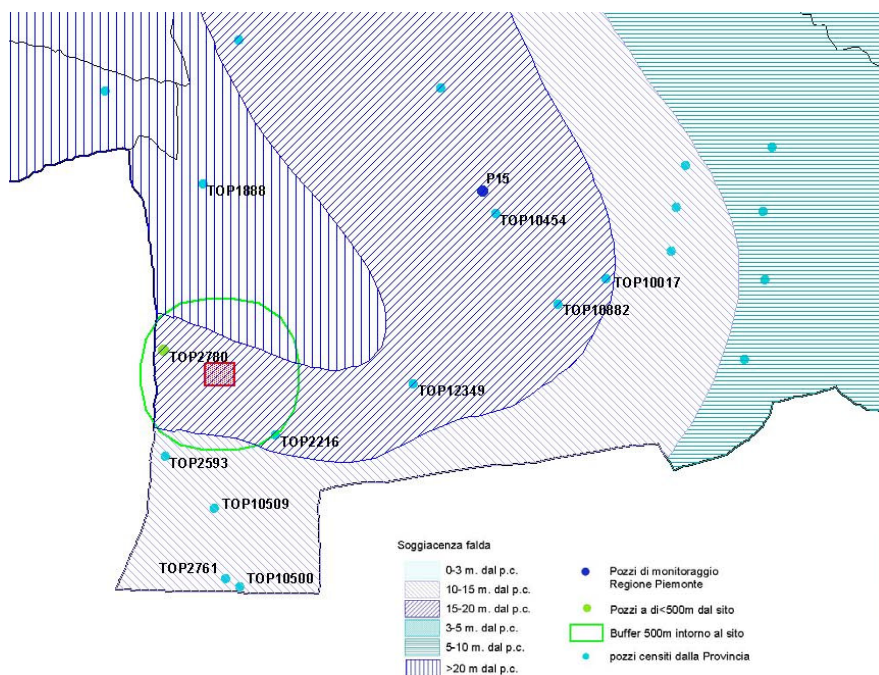 TOP1888
P15
TOP10454
TOP10017
TOP10882
TOP2780
TOP12349
TOP2216
TOP2593
TOP10509
TOP2761
TOP10500
Soggiacenza falda
0-3 m. dal p.c.
10-15 m. dal p.c.
15-20 m. dal p.c.
3-5 m. dal p.c.
5-10 m. dal p.c.
>20 m dal p.c.
Pozzi di monitoraggio
Regione Piemonte
Pozzi a di<500m dal sito
Buffer 500m intorno al sito
pozzi censiti dalla Provincia